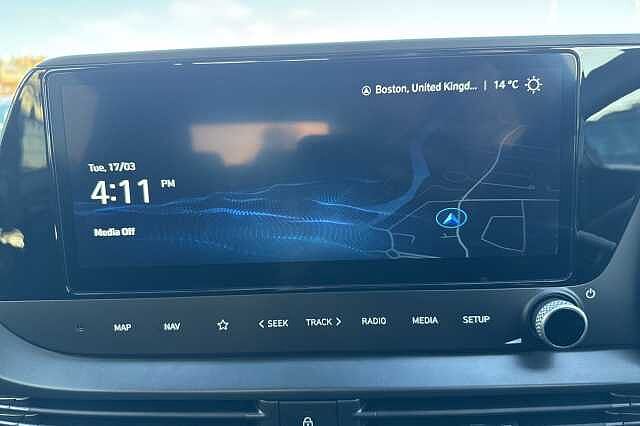 Boston, United Kingd... | 14 °C
Tue, 17/03
4:11 PM
Media Off
MAP NAV < SEEK TRACK > RADIO MEDIA SETUP